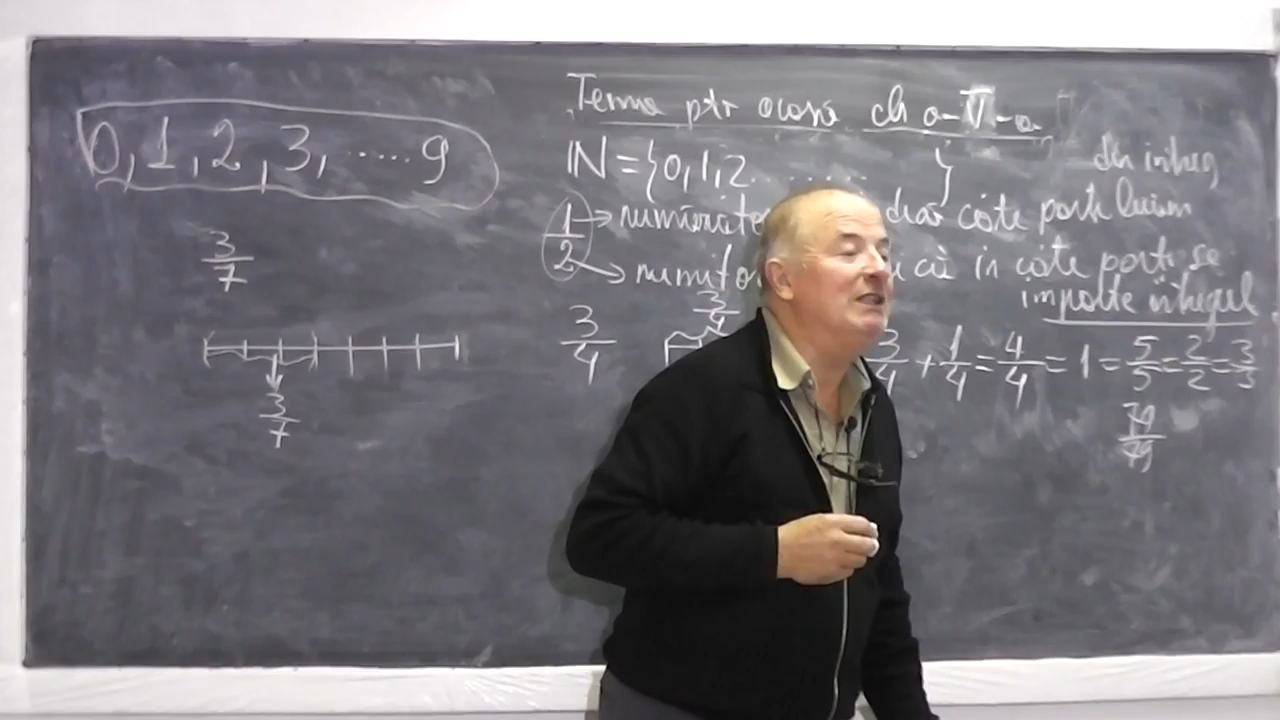 0, 1, 2, 3, ..... 9
3/7
3/7
Tema ptr acasă cls a-V-a
N = {0, 1, 2 . . . . . . . . }
din întreg
1/2
→ numărăto câte părți luăm
→ numito că în câte părți se
împarte întregul
3/4
3/4
3/4 + 1/4 = 4/4 = 1 = 5/5 = 2/2 = 3/3
79/79